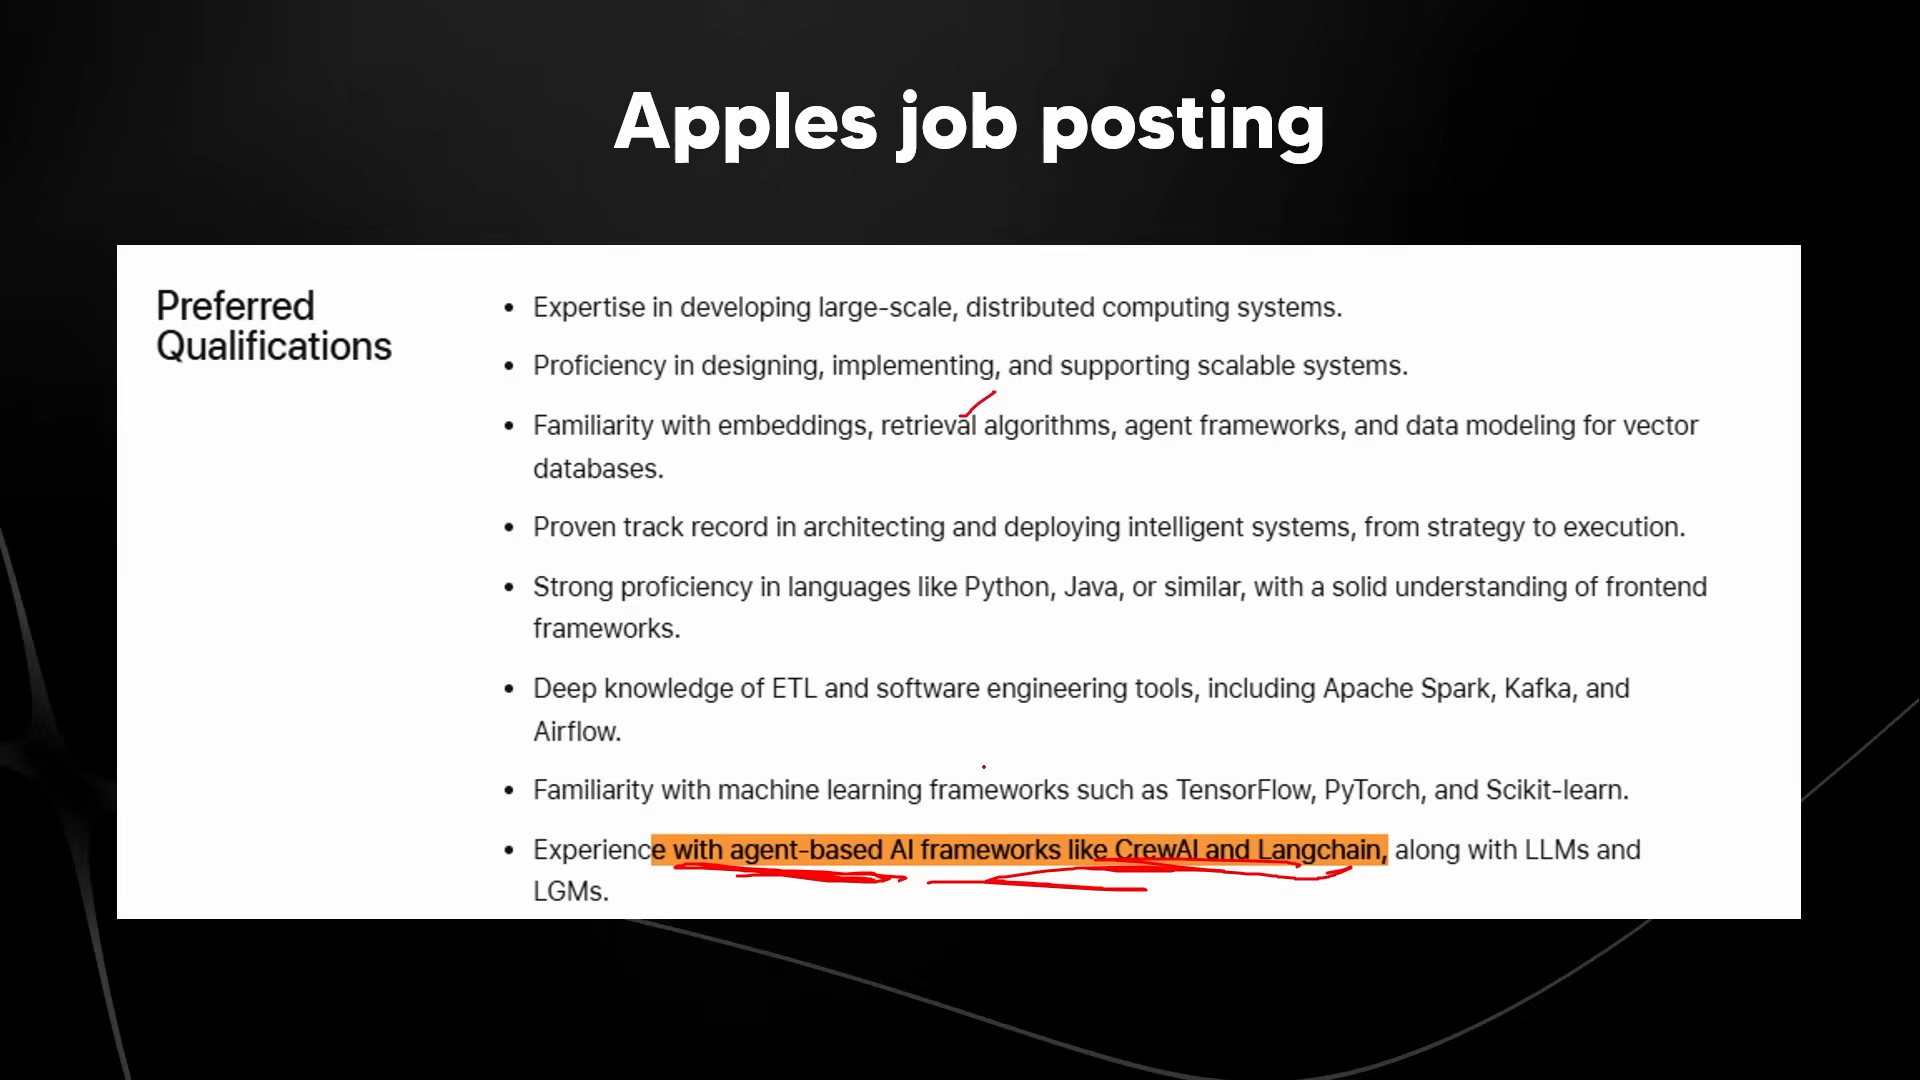 Apples job posting
Preferred
Qualifications
• Expertise in developing large-scale, distributed computing systems.
• Proficiency in designing, implementing, and supporting scalable systems.
• Familiarity with embeddings, retrieval algorithms, agent frameworks, and data modeling for vector
databases.
• Proven track record in architecting and deploying intelligent systems, from strategy to execution.
• Strong proficiency in languages like Python, Java, or similar, with a solid understanding of frontend
frameworks.
• Deep knowledge of ETL and software engineering tools, including Apache Spark, Kafka, and
Airflow.
• Familiarity with machine learning frameworks such as TensorFlow, PyTorch, and Scikit-learn.
• Experience with agent-based AI frameworks like CrewAI and Langchain, along with LLMs and
LGMs.